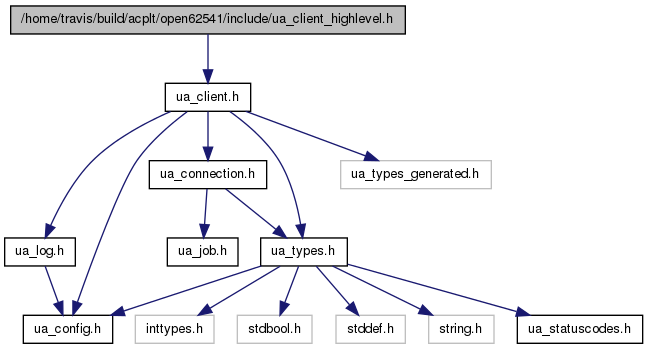 /home/travis/build/acplt/open62541/include/ua_client_highlevel.h
ua_client.h
ua_connection.h
ua_types_generated.h
ua_log.h
ua_job.h
ua_types.h
ua_config.h
inttypes.h
stdbool.h
stddef.h
string.h
ua_statuscodes.h